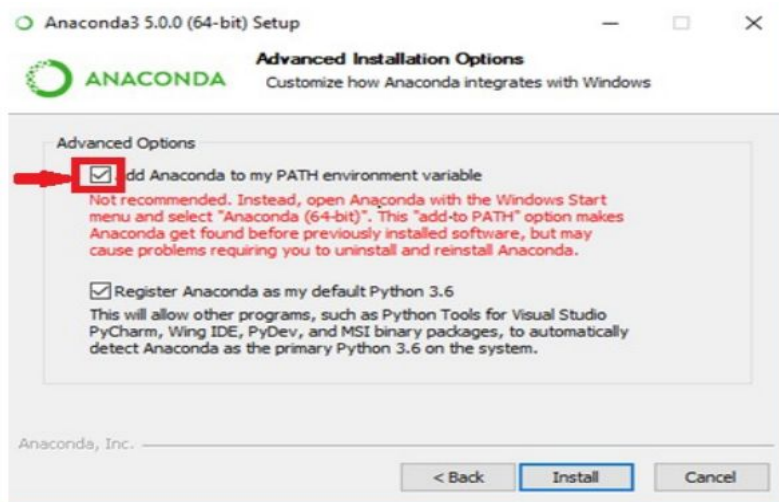 Anaconda3 5.0.0 (64-bit) Setup
Advanced Installation Options
ANACONDA
Customize how Anaconda integrates with Windows
Advanced Options
dd Anaconda to my PATH environment variable
Not recommended. Instead, open Anaconda with the Windows Start
menu and select "Anaconda (64-bit)". This "add-to PATH" option makes
Anaconda get found before previously installed software, but may
cause problems requiring you to uninstall and reinstall Anaconda.
Register Anaconda as my default Python 3.6
This will allow other programs, such as Python Tools for Visual Studio
PyCharm, Wing IDE, PyDev, and MSI binary packages, to automatically
detect Anaconda as the primary Python 3.6 on the system.
Anaconda, Inc.
< Back
Install
Cancel